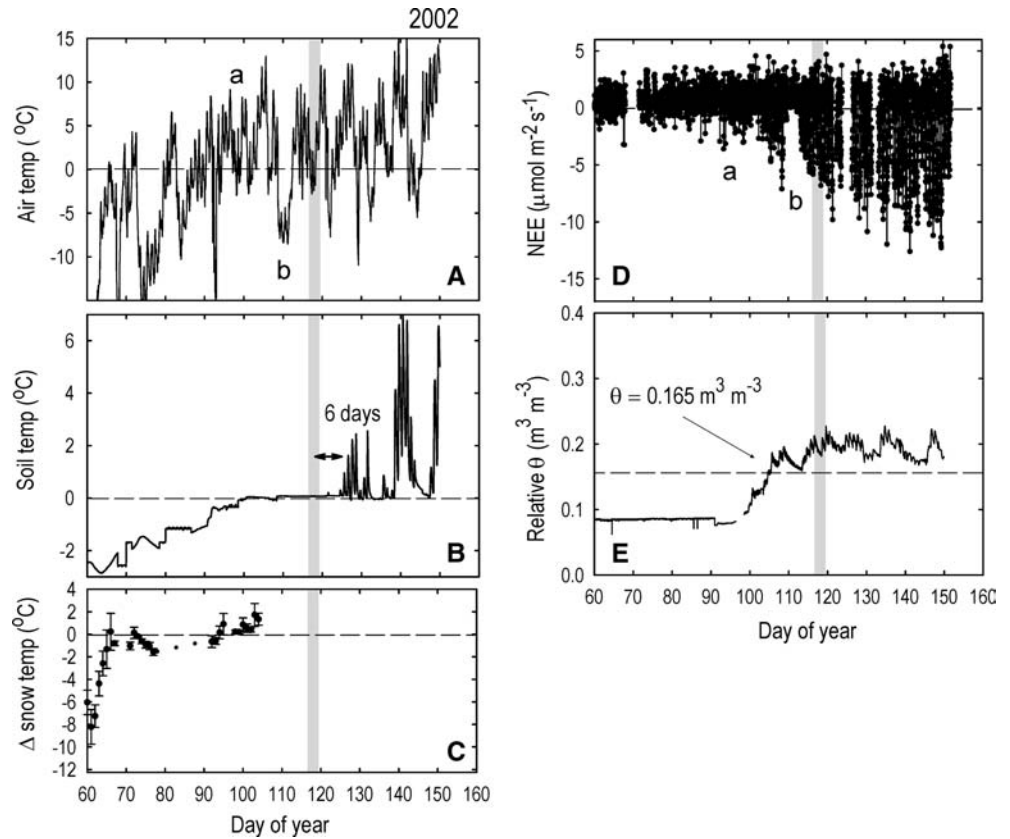 2002
Air temp (°C)
15
10
5
0
-5
-10
a
b
A
Soil temp (°C)
6
4
2
0
-2
6 days
B
Δ snow temp (°C)
4
2
0
-2
-4
-6
-8
-10
-12
C
60 70 80 90 100 110 120 130 140 150 160
Day of year
NEE (μmol m⁻² s⁻¹)
5
0
-5
-10
-15
a
b
D
Relative θ (m³ m⁻³)
0.4
0.3
0.2
0.1
0.0
θ = 0.165 m³ m⁻³
E
60 70 80 90 100 110 120 130 140 150 160
Day of year